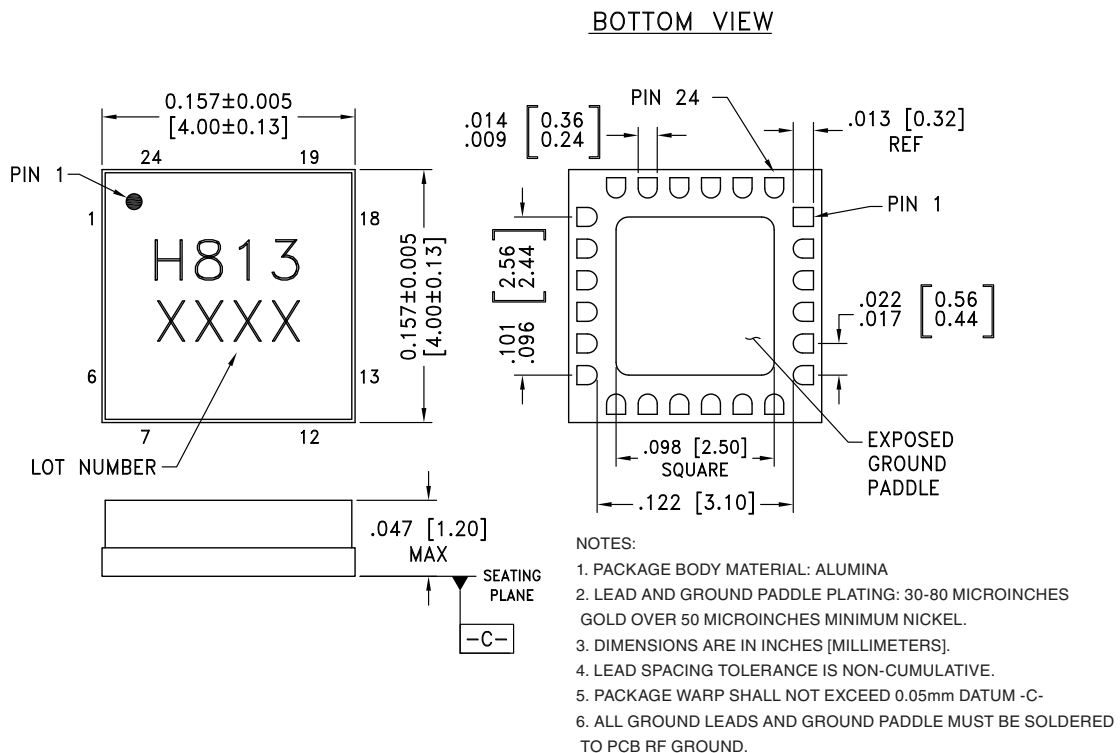 BOTTOM VIEW
0.157±0.005
[4.00±0.13]
24
19
PIN 1
1
18
H813
XXXX
6
13
7
12
LOT NUMBER
0.157±0.005
[4.00±0.13]
.047 [1.20]
MAX
SEATING
PLANE
-C-
PIN 24
.014 [0.36]
.009 [0.24]
.013 [0.32]
REF
PIN 1
[2.56]
[2.44]
.101
.096
.022 [0.56]
.017 [0.44]
.098 [2.50]
SQUARE
.122 [3.10]
EXPOSED
GROUND
PADDLE
NOTES:
1. PACKAGE BODY MATERIAL: ALUMINA
2. LEAD AND GROUND PADDLE PLATING: 30-80 MICROINCHES
GOLD OVER 50 MICROINCHES MINIMUM NICKEL.
3. DIMENSIONS ARE IN INCHES [MILLIMETERS].
4. LEAD SPACING TOLERANCE IS NON-CUMULATIVE.
5. PACKAGE WARP SHALL NOT EXCEED 0.05mm DATUM -C-
6. ALL GROUND LEADS AND GROUND PADDLE MUST BE SOLDERED
TO PCB RF GROUND.